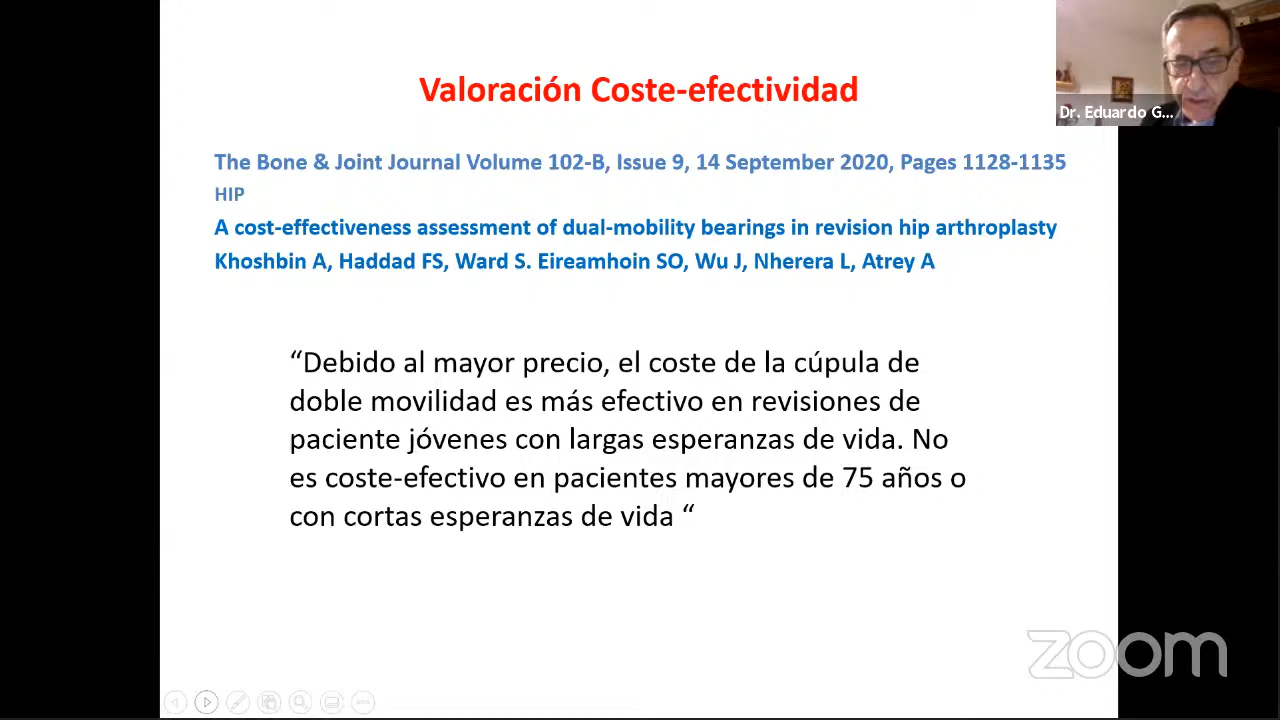 Valoración Coste-efectividad
Dr. Eduardo G...
The Bone & Joint Journal Volume 102-B, Issue 9, 14 September 2020, Pages 1128-1135
HIP
A cost-effectiveness assessment of dual-mobility bearings in revision hip arthroplasty
Khoshbin A, Haddad FS, Ward S. Eireamhoin SO, Wu J, Nherera L, Atrey A
“Debido al mayor precio, el coste de la cúpula de
doble movilidad es más efectivo en revisiones de
paciente jóvenes con largas esperanzas de vida. No
es coste-efectivo en pacientes mayores de 75 años o
con cortas esperanzas de vida “
zoom